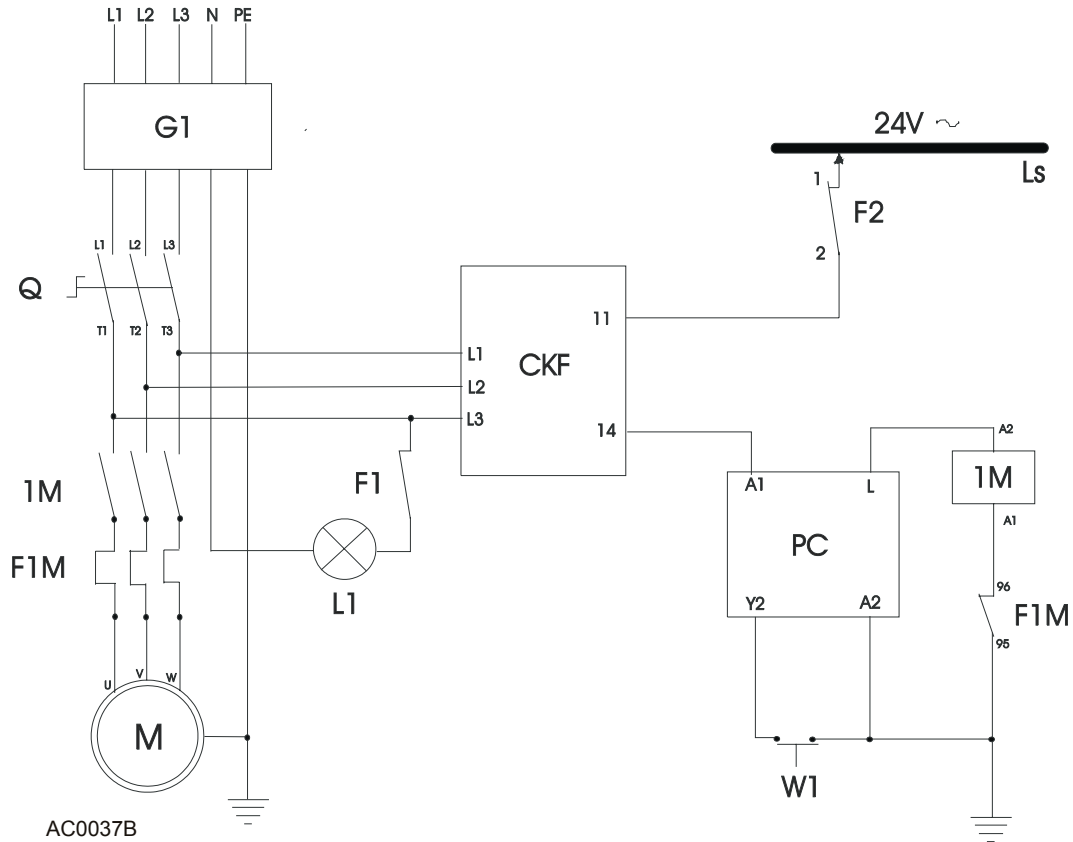 L1 L2 L3 N PE
G1
24V
Ls
1
F2
2
L1 L2 L3
Q
T1 T2 T3
11
CKF
L1
L2
L3
14
A2
1M
F1
A1 L
1M
A1
PC
F1M
L1
96
Y2 A2
F1M
95
U V W
M
W1
AC0037B